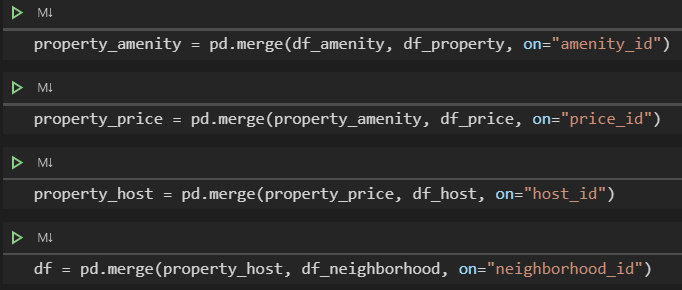 M↓
property_amenity = pd.merge(df_amenity, df_property, on="amenity_id")
M↓
property_price = pd.merge(property_amenity, df_price, on="price_id")
M↓
property_host = pd.merge(property_price, df_host, on="host_id")
M↓
df = pd.merge(property_host, df_neighborhood, on="neighborhood_id")